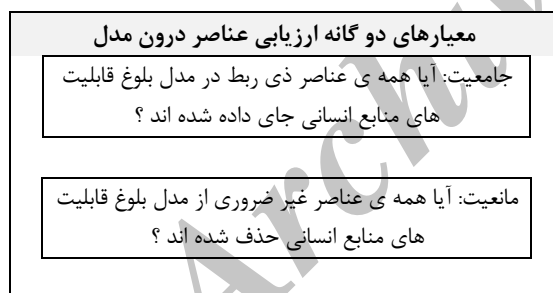 معیارهای دو گانه ارزیابی عناصر درون مدل
جامعیت: آیا همه ی عناصر ذی ربط در مدل بلوغ قابلیت
های منابع انسانی جای داده شده اند ؟
مانعیت: آیا همه ی عناصر غیر ضروری از مدل بلوغ قابلیت
های منابع انسانی حذف شده اند ؟